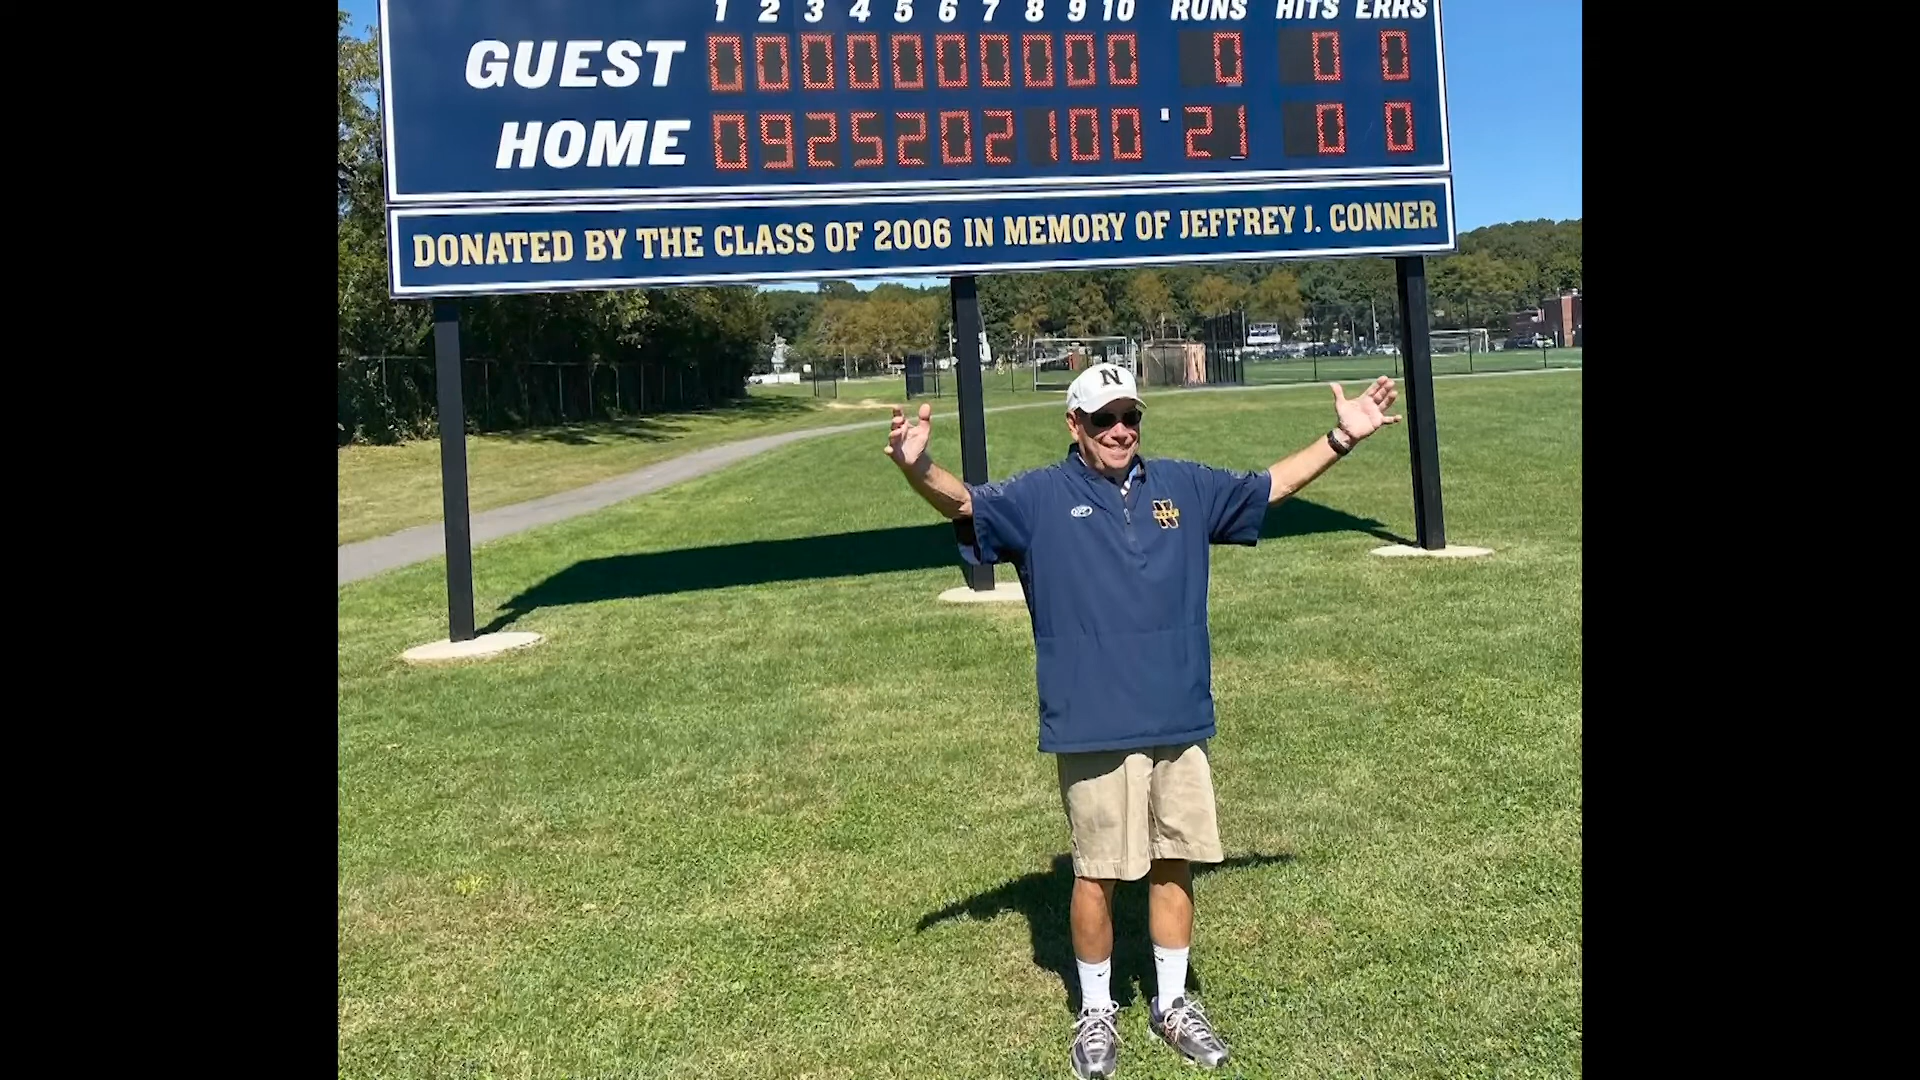 1 2 3 4 5 6 7 8 9 10 RUNS HITS ERRS
GUEST 0 0 0 0 0 0 0 0 0 0 0 0 0
HOME 0 9 2 5 2 0 2 1 0 0 21 0 0
DONATED BY THE CLASS OF 2006 IN MEMORY OF JEFFREY J. CONNER
N
N